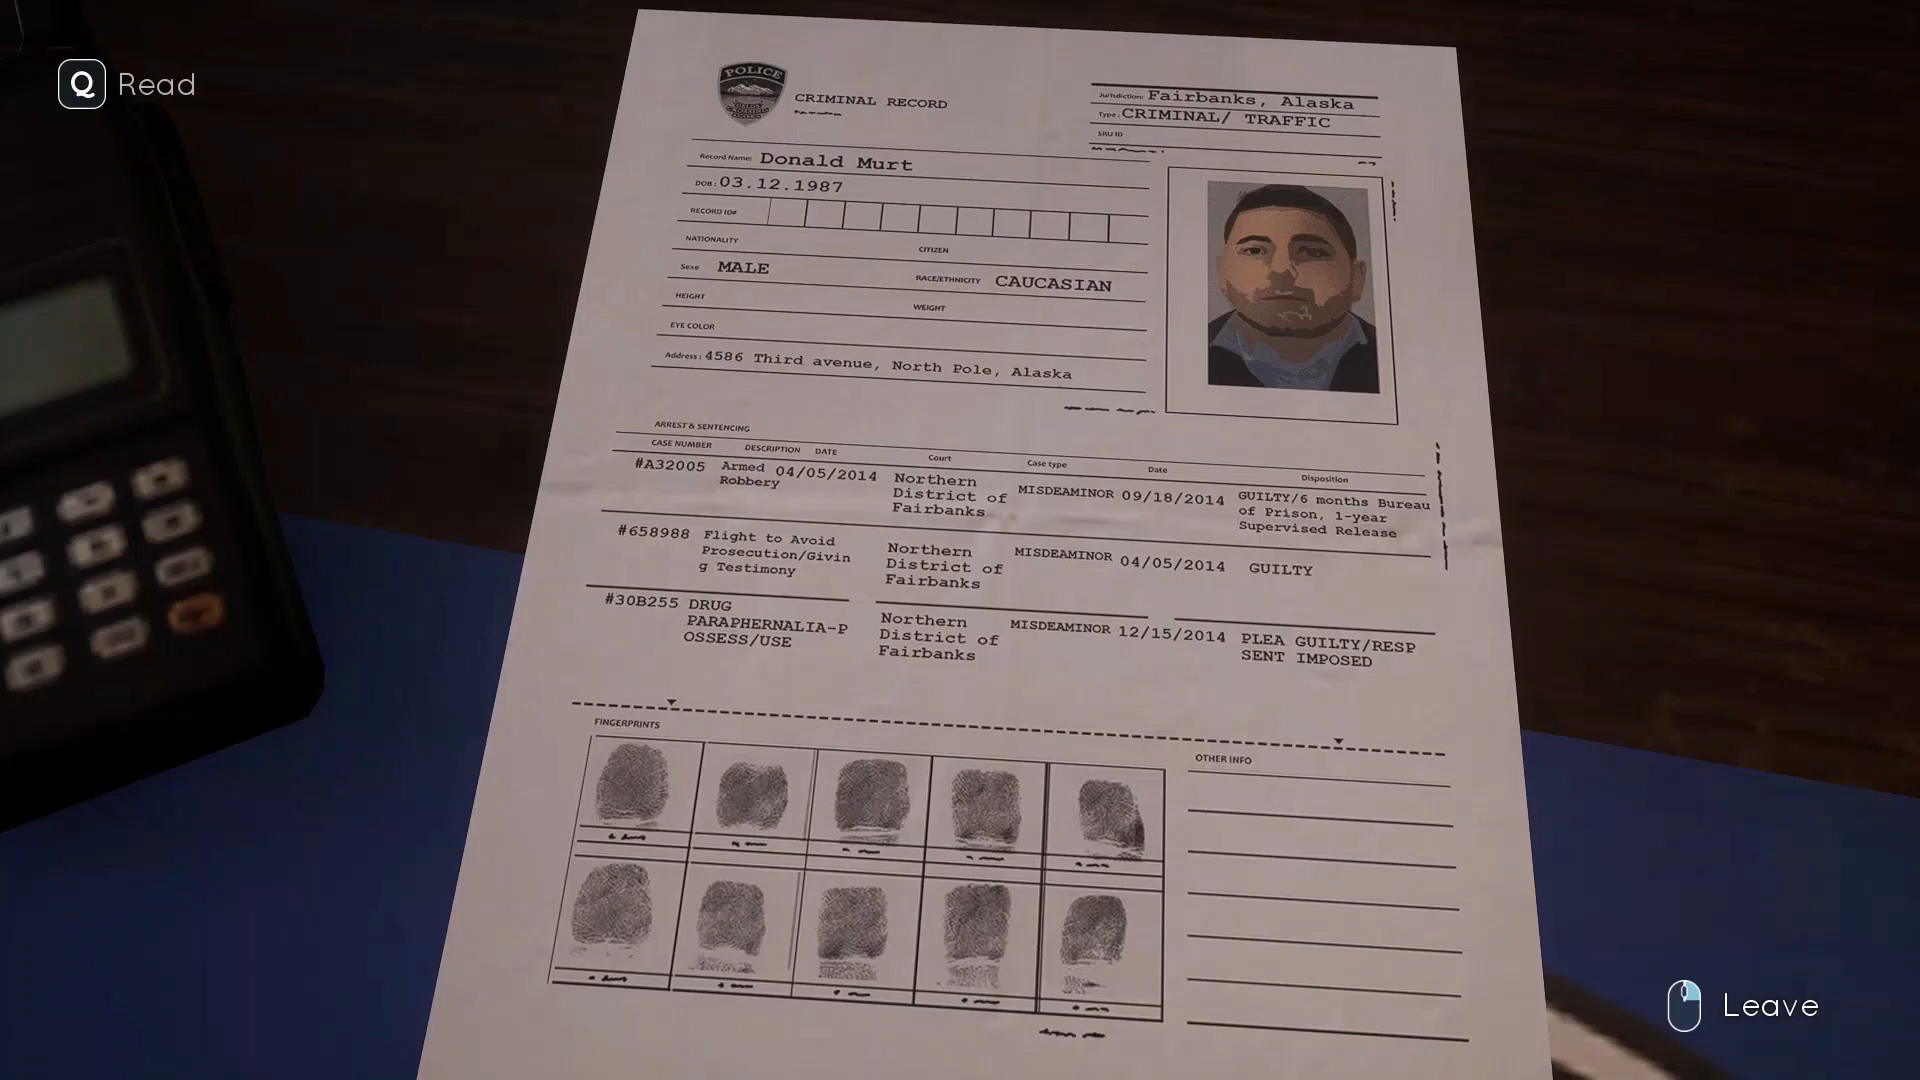 Q Read
POLICE
CRIMINAL RECORD
Jurisdiction: Fairbanks, Alaska
Type: CRIMINAL/ TRAFFIC
SRU ID
Record Name: Donald Murt
DOB: 03.12.1987
RECORD ID#
NATIONALITY CITIZEN
Sexe MALE RACE/ETHNICITY CAUCASIAN
HEIGHT WEIGHT
EYE COLOR
Address: 4586 Third avenue, North Pole, Alaska
ARREST & SENTENCING
CASE NUMBER DESCRIPTION DATE Court Case type Date Disposition
#A32005 Armed 04/05/2014 Northern MISDEAMINOR 09/18/2014 GUILTY/6 months Bureau
Robbery District of of Prison, 1-year
Fairbanks Supervised Release
#658988 Flight to Avoid Northern MISDEAMINOR 04/05/2014 GUILTY
Prosecution/Givin District of
g Testimony Fairbanks
#30B255 DRUG Northern MISDEAMINOR 12/15/2014 PLEA GUILTY/RESP
PARAPHERNALIA-P District of SENT IMPOSED
OSSESS/USE Fairbanks
FINGERPRINTS
OTHER INFO
Leave